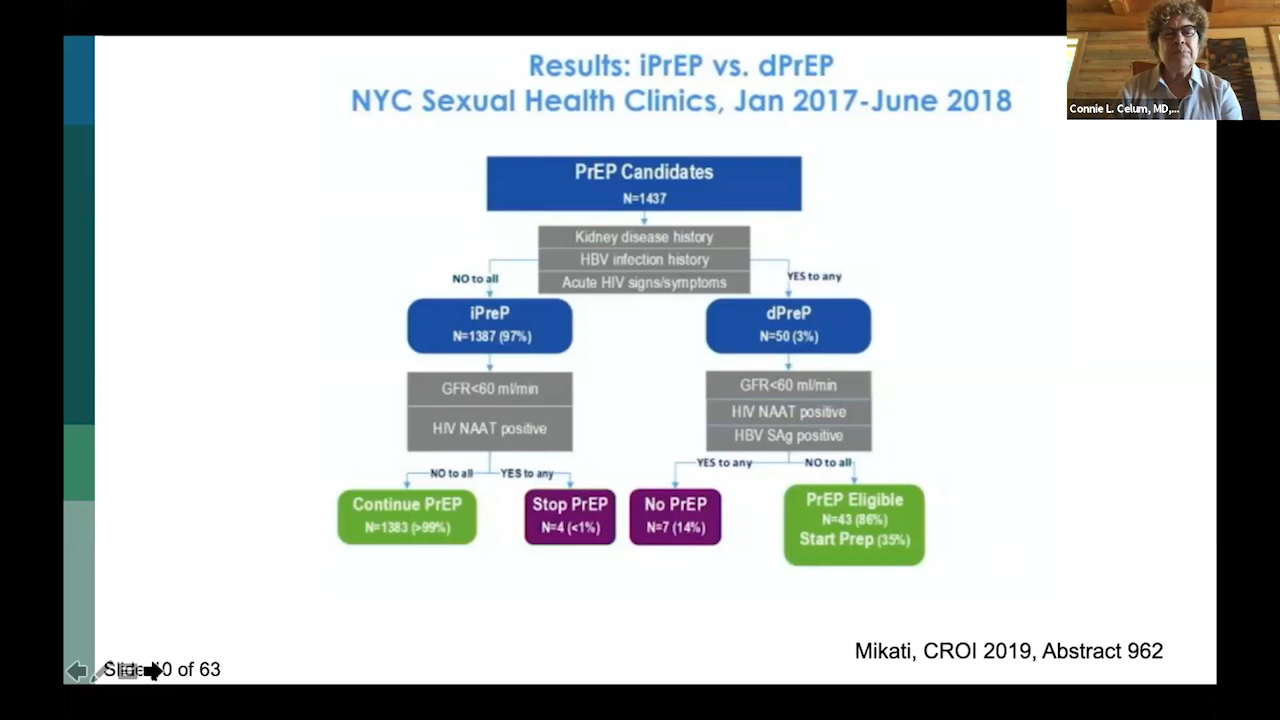 Connie L. Celum, MD,...
Results: iPrEP vs. dPrEP
NYC Sexual Health Clinics, Jan 2017-June 2018
PrEP Candidates
N=1437
Kidney disease history
HBV infection history
Acute HIV signs/symptoms
NO to all
YES to any
iPreP
N=1387 (97%)
dPreP
N=50 (3%)
GFR<60 ml/min
HIV NAAT positive
GFR<60 ml/min
HIV NAAT positive
HBV SAg positive
NO to all
YES to any
YES to any
NO to all
Continue PrEP
N=1383 (>99%)
Stop PrEP
N=4 (<1%)
No PrEP
N=7 (14%)
PrEP Eligible
N=43 (86%)
Start Prep (35%)
Mikati, CROI 2019, Abstract 962
of 63